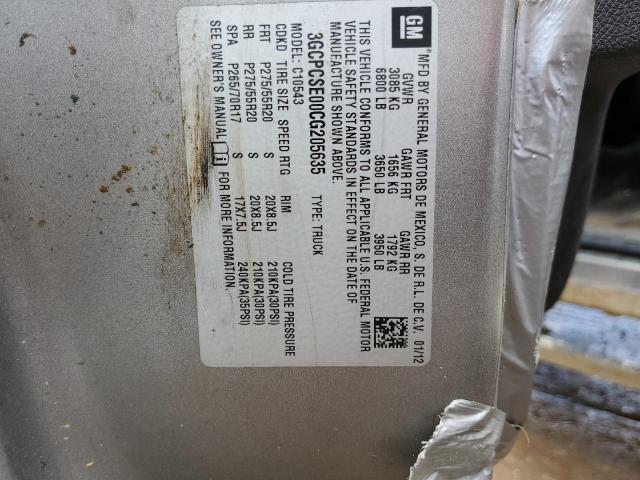 GM
MFD BY GENERAL MOTORS DE MEXICO, S. DE R.L. DE C.V. 01/12
GVWR GAWR FRT GAWR RR
3085 KG 1656 KG 1792 KG
6800 LB 3650 LB 3950 LB
THIS VEHICLE CONFORMS TO ALL APPLICABLE U.S. FEDERAL MOTOR
VEHICLE SAFETY STANDARDS IN EFFECT ON THE DATE OF
MANUFACTURE SHOWN ABOVE.
3GCPCSE00CG205635 TYPE: TRUCK
MODEL: C10543
CDKD TIRE SIZE SPEED RTG RIM COLD TIRE PRESSURE
FRT P275/55R20 S 20X8.5J 210KPA(30PSI)
RR P275/55R20 S 20X8.5J 210KPA(30PSI)
SPA P265/70R17 S 17X7.5J 240KPA(35PSI)
SEE OWNER'S MANUAL FOR MORE INFORMATION.